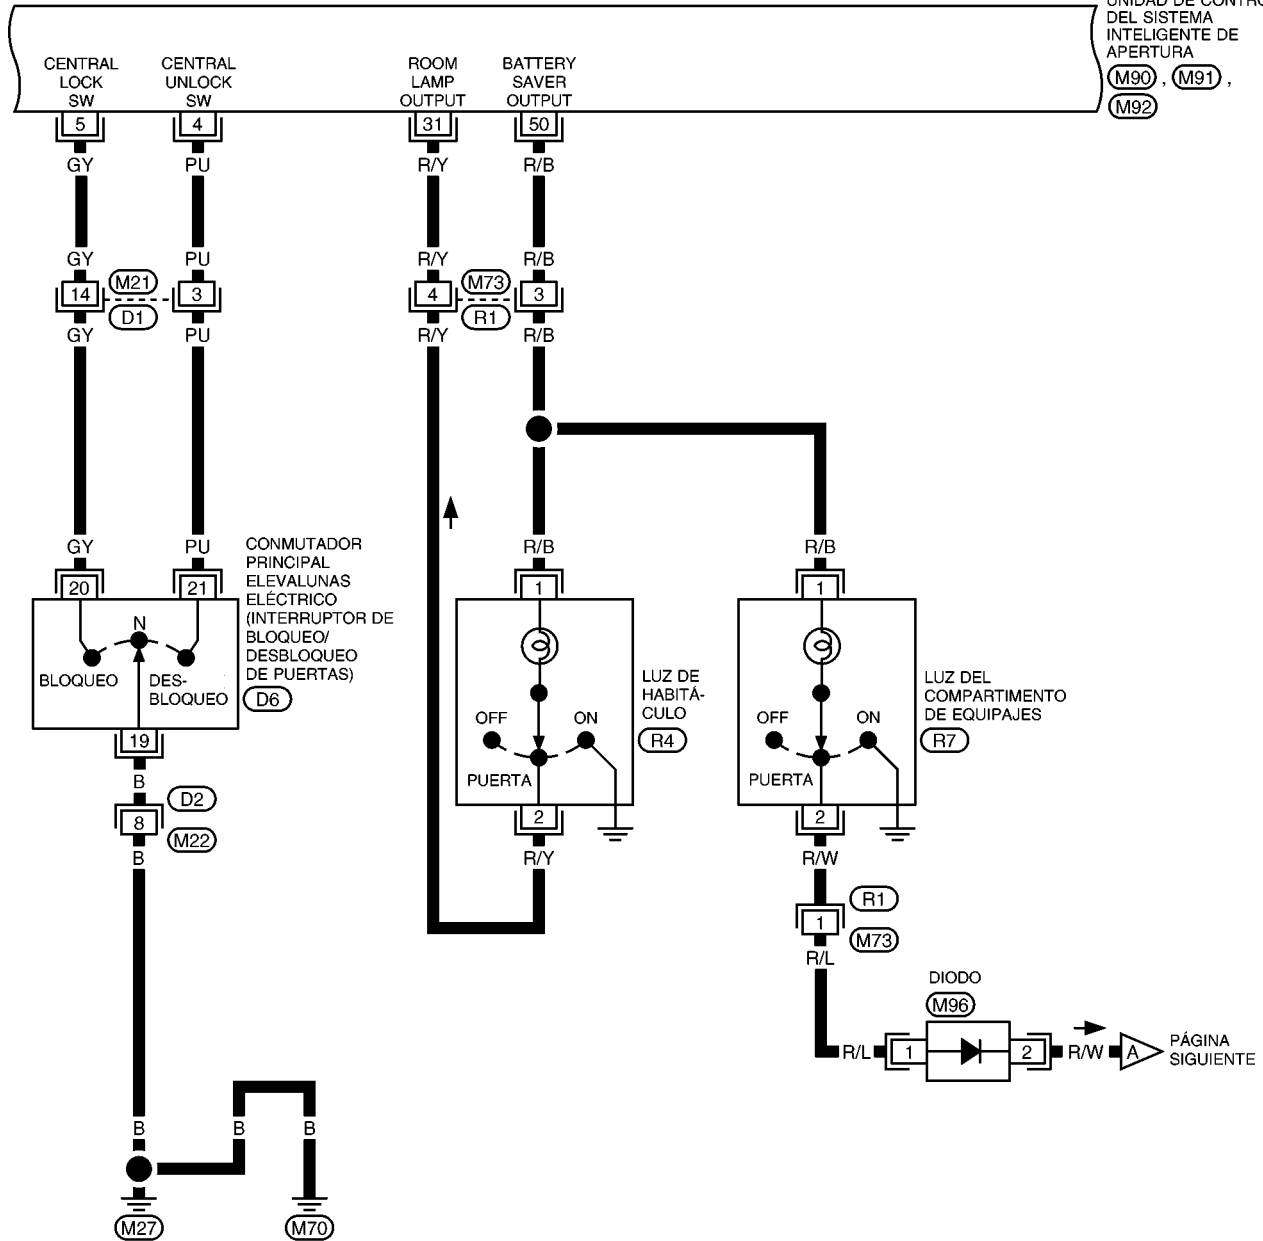 UNIDAD DE CONTRO
DEL SISTEMA
INTELIGENTE DE
APERTURA
M90 , M91 ,
M92
CENTRAL
LOCK
SW
CENTRAL
UNLOCK
SW
ROOM
LAMP
OUTPUT
BATTERY
SAVER
OUTPUT
5 4 31 50
GY PU R/Y R/B
GY PU R/Y R/B
14 M21 3 4 M73 3
D1 R1
GY PU R/Y R/B
GY PU R/B R/B
20 21 1 1
CONMUTADOR
PRINCIPAL
ELEVALUNAS
ELÉCTRICO
(INTERRUPTOR DE
BLOQUEO/
DESBLOQUEO
DE PUERTAS)
D6
N
BLOQUEO
DES-
BLOQUEO
19
B
D2
8
M22
B
OFF ON
PUERTA
LUZ DE
HABITÁ-
CULO
R4
2
R/Y
OFF ON
PUERTA
LUZ DEL
COMPARTIMENTO
DE EQUIPAJES
R7
2
R/W
R1
1
M73
R/L
DIODO
M96
R/L 1 2 R/W A
PÁGINA
SIGUIENTE
B B B
M27 M70